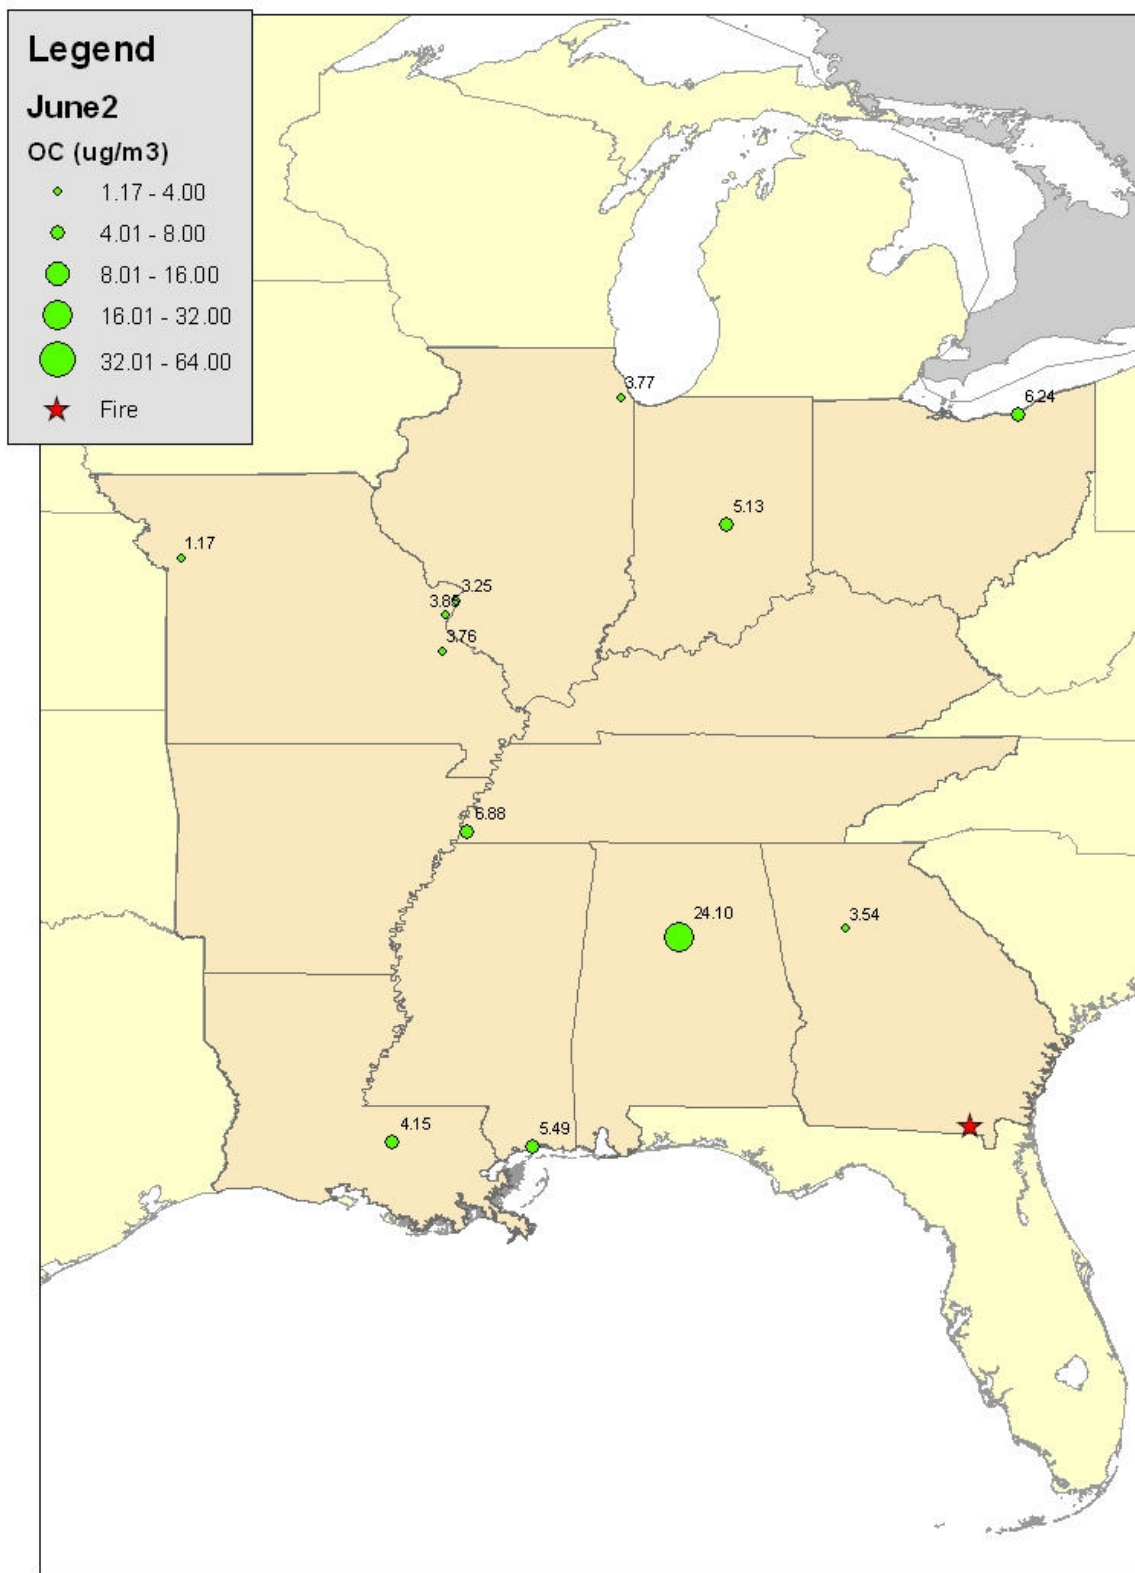 Legend
June2
OC (ug/m3)
1.17 - 4.00
4.01 - 8.00
8.01 - 16.00
16.01 - 32.00
32.01 - 64.00
Fire
3.77
6.24
5.13
1.17
3.25
3.76
6.88
24.10
3.54
4.15
5.49